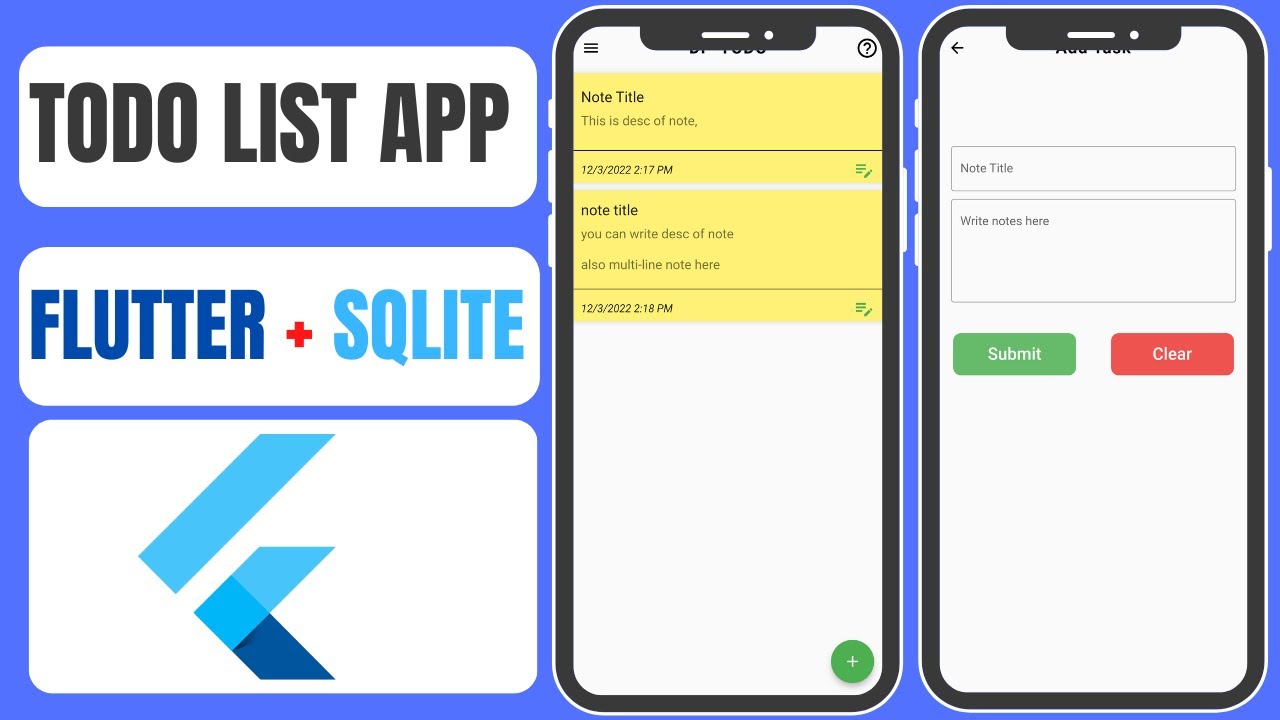 TODO LIST APP
FLUTTER + SQLITE
Note Title
This is desc of note,
12/3/2022 2:17 PM
note title
you can write desc of note
also multi-line note here
12/3/2022 2:18 PM
Add Task
Note Title
Write notes here
Submit
Clear